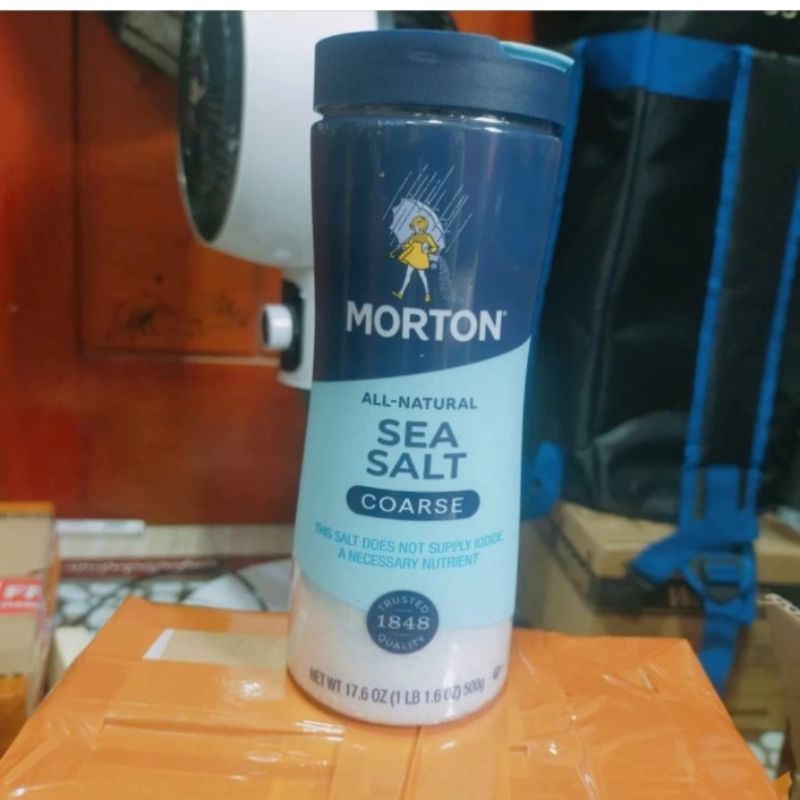 MORTON
ALL-NATURAL
SEA
SALT
COARSE
THIS SALT DOES NOT SUPPLY IODIDE,
A NECESSARY NUTRIENT
TRUSTED
1848
QUALITY
NET WT 17.6 OZ (1 LB 1.6 OZ) 500g